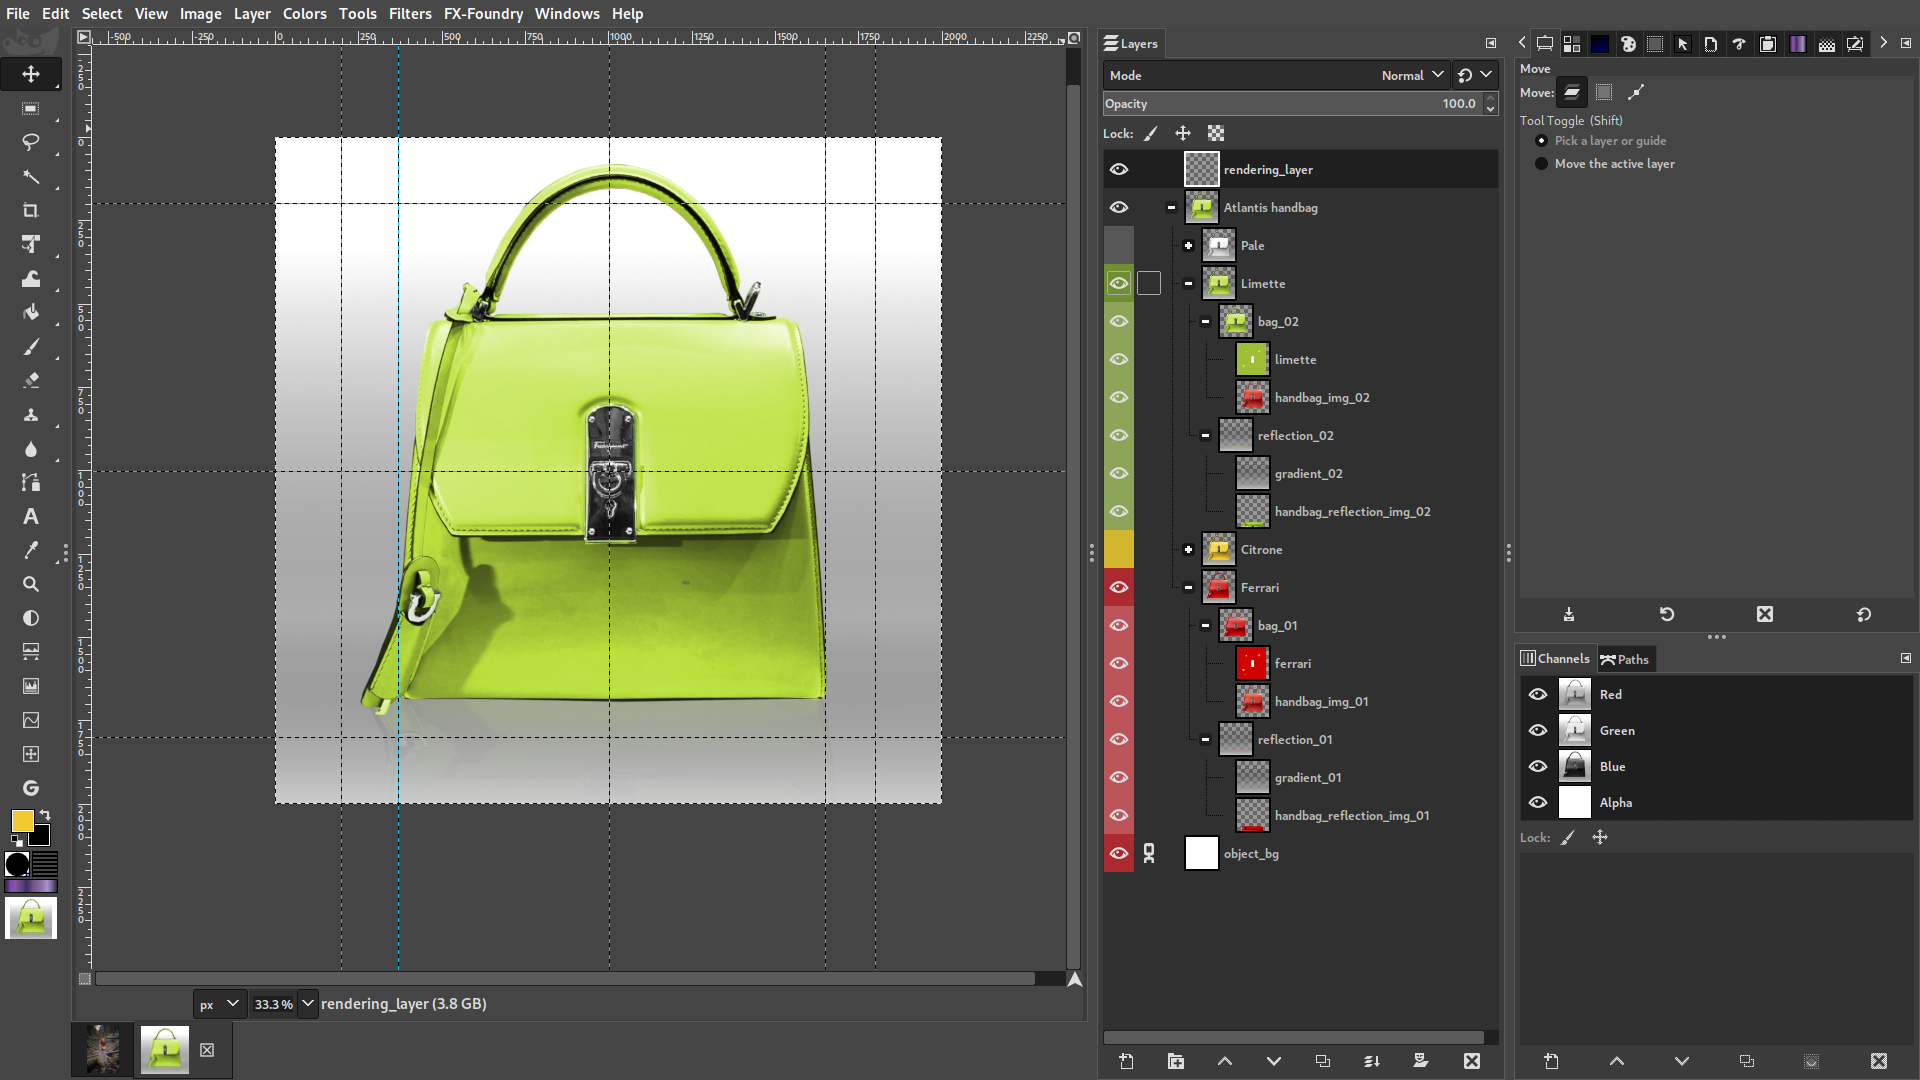 File Edit Select View Image Layer Colors Tools Filters FX-Foundry Windows Help
-500 -250 0 250 500 750 1000 1250 1500 1750 2000 2250
Layers
Mode Normal
Opacity 100.0
Lock:
rendering_layer
Atlantis handbag
Pale
Limette
bag_02
limette
handbag_img_02
reflection_02
gradient_02
handbag_reflection_img_02
Citrone
Ferrari
bag_01
ferrari
handbag_img_01
reflection_01
gradient_01
handbag_reflection_img_01
object_bg
Move
Move:
Tool Toggle (Shift)
Pick a layer or guide
Move the active layer
Channels Paths
Red
Green
Blue
Alpha
Lock:
px 33.3 % rendering_layer (3.8 GB)